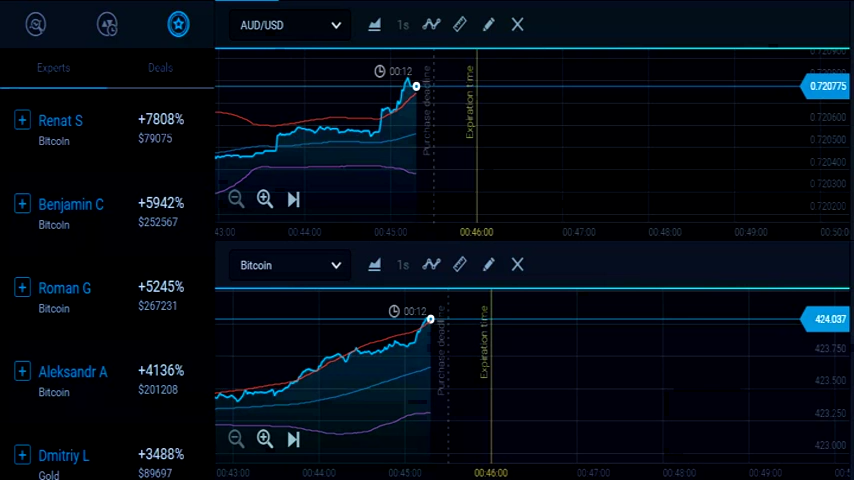 Experts Deals
Renat S +7808%
Bitcoin $79075
Benjamin C +5942%
Bitcoin $252567
Roman G +5245%
Bitcoin $267231
Aleksandr A +4136%
Bitcoin $201208
Dmitriy L +3488%
Gold $89697
AUD/USD 1s
00:12
Purchase deadline
Expiration time
0.720775
0.720600
0.720500
0.720400
0.720300
0.720200
00:44:00 00:45:00 00:46:00 00:47:00 00:48:00 00:49:00 00:50:0
Bitcoin 1s
00:12
Purchase deadline
Expiration time
424.037
423.750
423.500
423.250
423.000
00:43:00 00:44:00 00:45:00 00:46:00 00:47:00 00:48:00 00:49:00